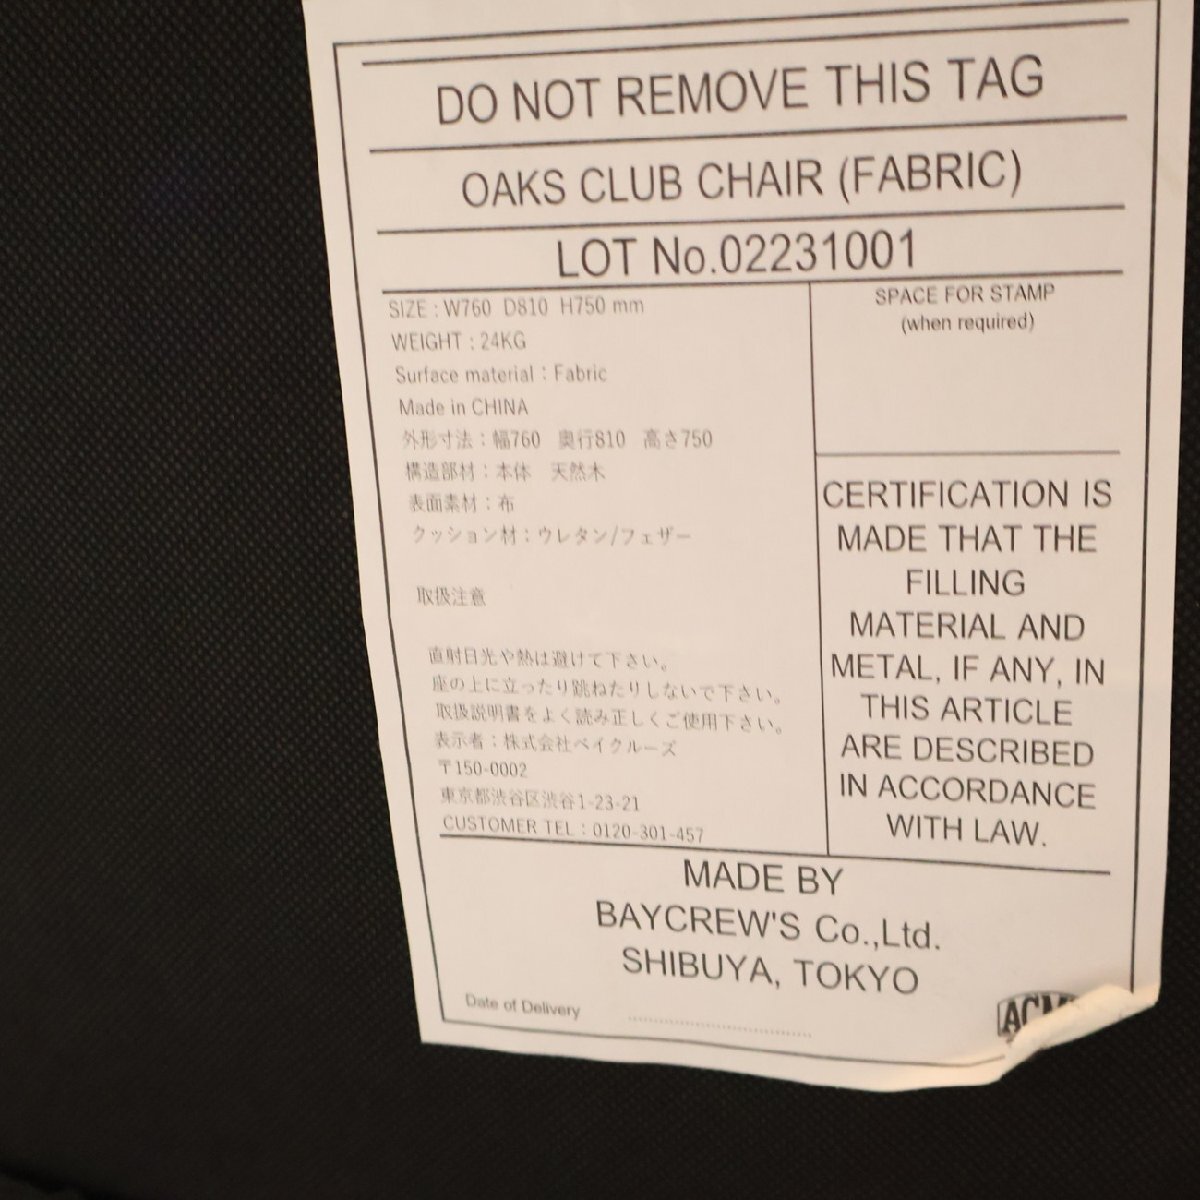 DO NOT REMOVE THIS TAG
OAKS CLUB CHAIR (FABRIC)
LOT No.02231001
SIZE : W760 D810 H750 mm
WEIGHT : 24KG
Surface material : Fabric
Made in CHINA
外形寸法：幅760 奥行810 高さ750
構造部材：本体 天然木
表面素材：布
クッション材：ウレタン/フェザー
取扱注意
直射日光や熱は避けて下さい。
座の上に立ったり跳ねたりしないで下さい。
取扱説明書をよく読み正しくご使用下さい。
表示者：株式会社ベイクルーズ
〒150-0002
東京都渋谷区渋谷1-23-21
CUSTOMER TEL : 0120-301-457
SPACE FOR STAMP
(when required)
CERTIFICATION IS
MADE THAT THE
FILLING
MATERIAL AND
METAL, IF ANY, IN
THIS ARTICLE
ARE DESCRIBED
IN ACCORDANCE
WITH LAW.
MADE BY
BAYCREW'S Co.,Ltd.
SHIBUYA, TOKYO
Date of Delivery